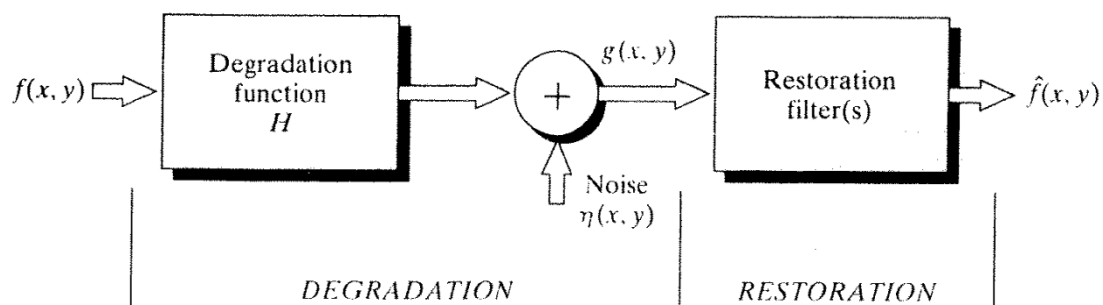 f(x, y)
Degradation
function
H
+
g(x, y)
Noise
η(x, y)
Restoration
filter(s)
f̂(x, y)
DEGRADATION
RESTORATION